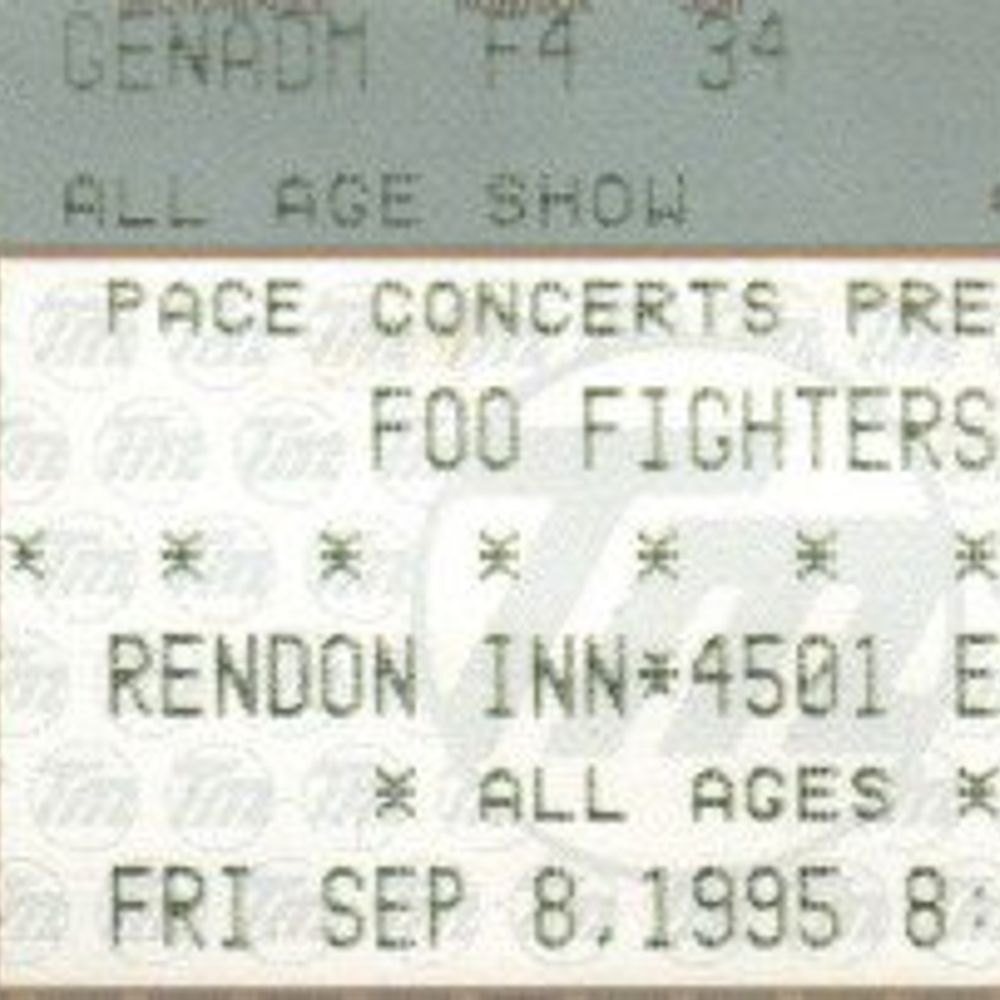 GENADM F4 34
ALL AGE SHOW
PACE CONCERTS PRE
FOO FIGHTERS
* * * * * * *
RENDON INN*4501 E
* ALL AGES *
FRI SEP 8,1995 8: